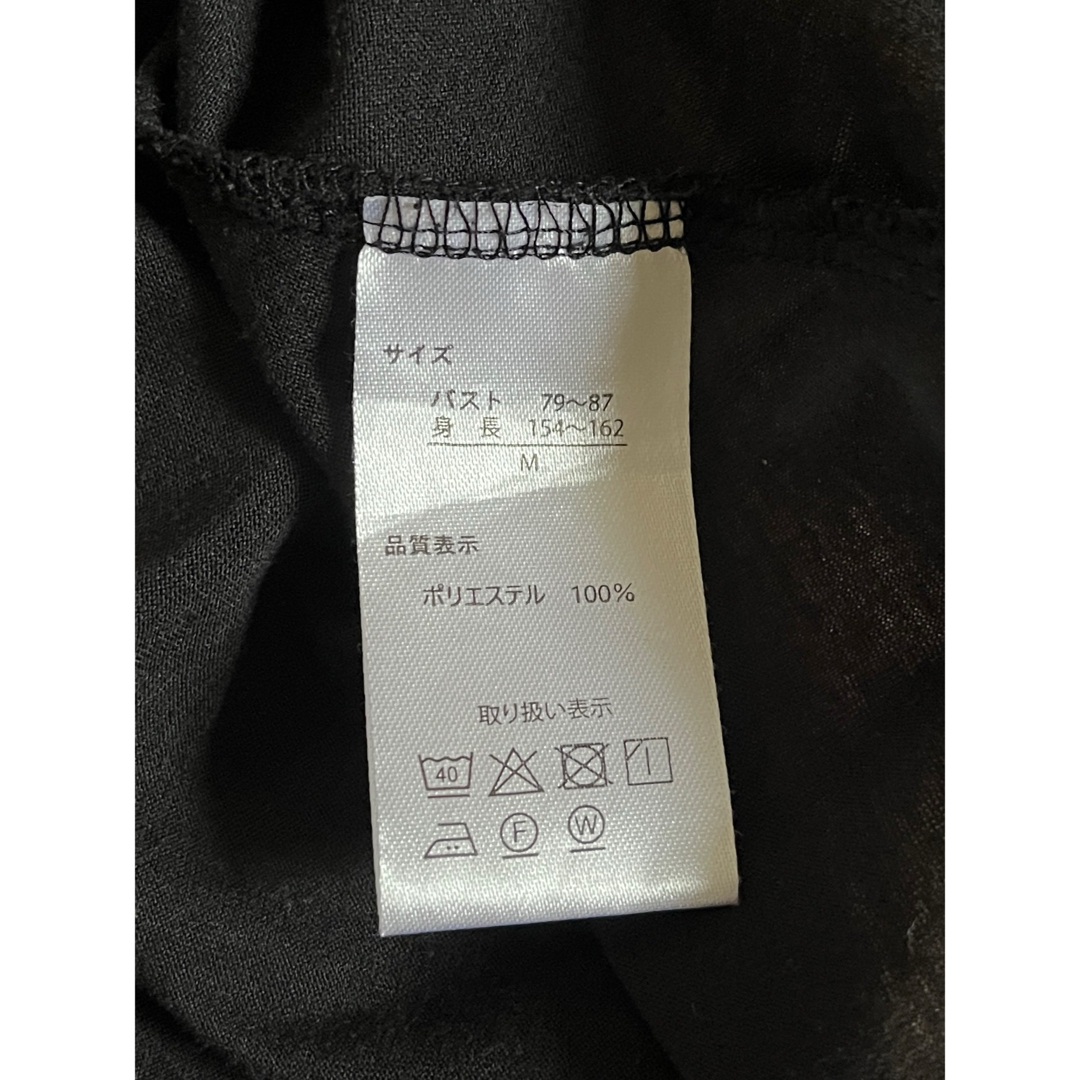 サイズ
バスト 79～87
身 長 154～162
M
品質表示
ポリエステル 100%
取り扱い表示
40
F W